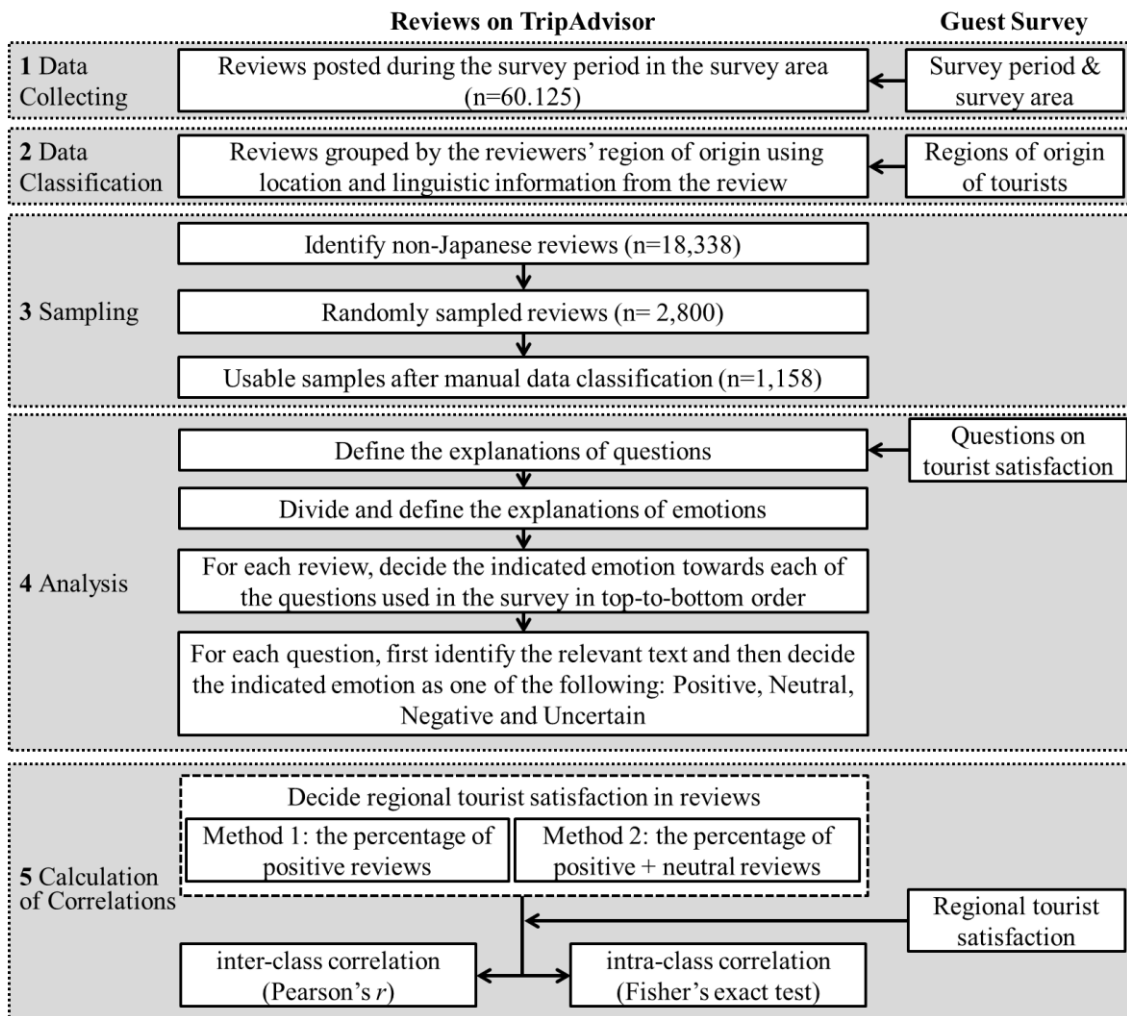 Reviews on TripAdvisor
Guest Survey
1 Data
Collecting
Reviews posted during the survey period in the survey area
(n=60.125)
Survey period &
survey area
2 Data
Classification
Reviews grouped by the reviewers’ region of origin using
location and linguistic information from the review
Regions of origin
of tourists
3 Sampling
Identify non-Japanese reviews (n=18,338)
Randomly sampled reviews (n= 2,800)
Usable samples after manual data classification (n=1,158)
4 Analysis
Define the explanations of questions
Questions on
tourist satisfaction
Divide and define the explanations of emotions
For each review, decide the indicated emotion towards each of
the questions used in the survey in top-to-bottom order
For each question, first identify the relevant text and then decide
the indicated emotion as one of the following: Positive, Neutral,
Negative and Uncertain
5 Calculation
of Correlations
Decide regional tourist satisfaction in reviews
Method 1: the percentage of
positive reviews
Method 2: the percentage of
positive + neutral reviews
Regional tourist
satisfaction
inter-class correlation
(Pearson’s r)
intra-class correlation
(Fisher’s exact test)